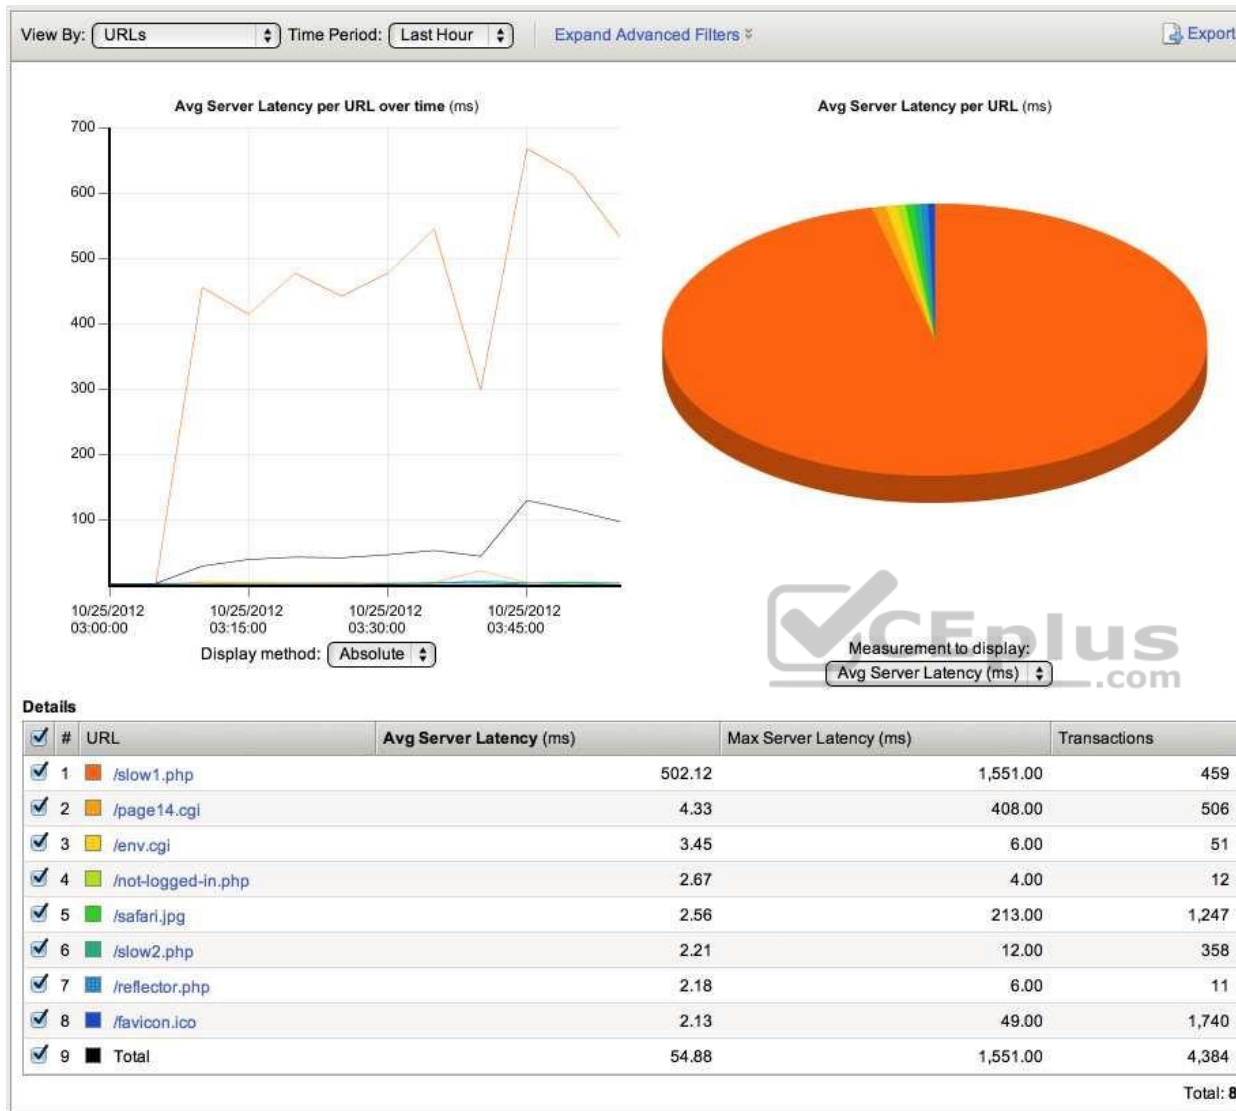 View By: URLs Time Period: Last Hour Expand Advanced Filters Export
Avg Server Latency per URL over time (ms)
700
600
500
400
300
200
100
10/25/2012 03:00:00
10/25/2012 03:15:00
10/25/2012 03:30:00
10/25/2012 03:45:00
Display method: Absolute
Avg Server Latency per URL (ms)
CEplus
.com
Measurement to display:
Avg Server Latency (ms)
Details
# URL Avg Server Latency (ms) Max Server Latency (ms) Transactions
1 /slow1.php 502.12 1,551.00 459
2 /page14.cgi 4.33 408.00 506
3 /env.cgi 3.45 6.00 51
4 /not-logged-in.php 2.67 4.00 12
5 /safari.jpg 2.56 213.00 1,247
6 /slow2.php 2.21 12.00 358
7 /reflector.php 2.18 6.00 11
8 /favicon.ico 2.13 49.00 1,740
9 Total 54.88 1,551.00 4,384
Total: 8